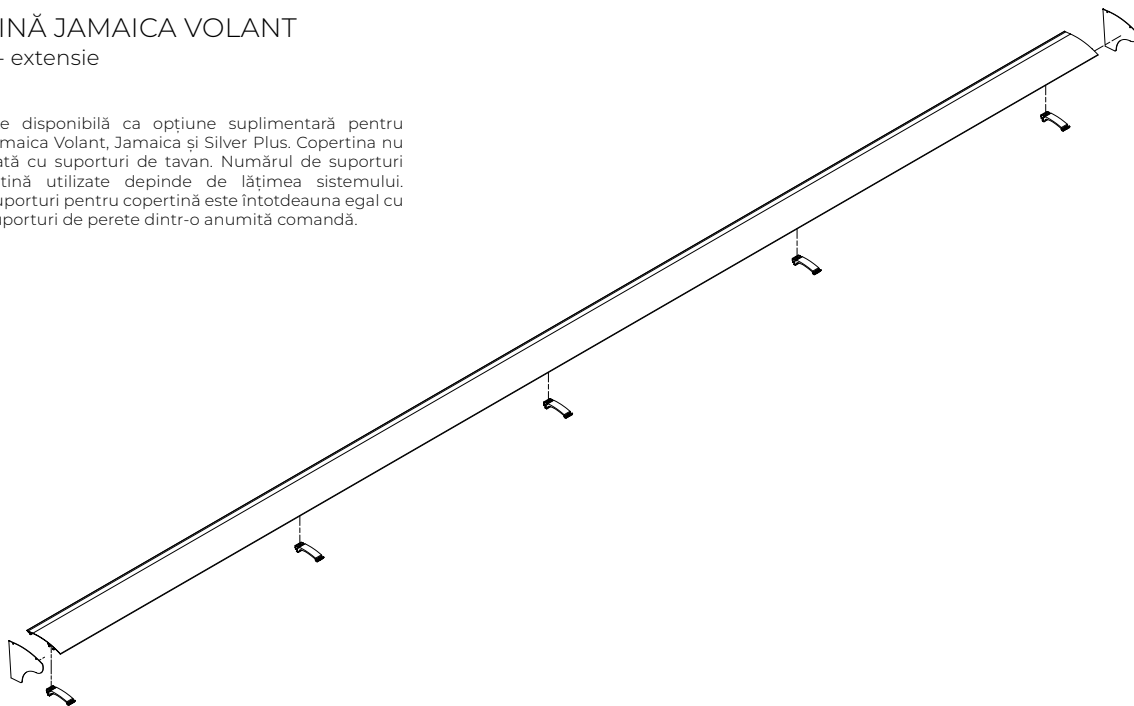 INĂ JAMAICA VOLANT
- extensie
e disponibilă ca opțiune suplimentară pentru
maica Volant, Jamaica și Silver Plus. Copertina nu
ată cu suporturi de tavan. Numărul de suporturi
tină utilizate depinde de lățimea sistemului.
uporturi pentru copertină este întotdeauna egal cu
uporturi de perete dintr-o anumită comandă.